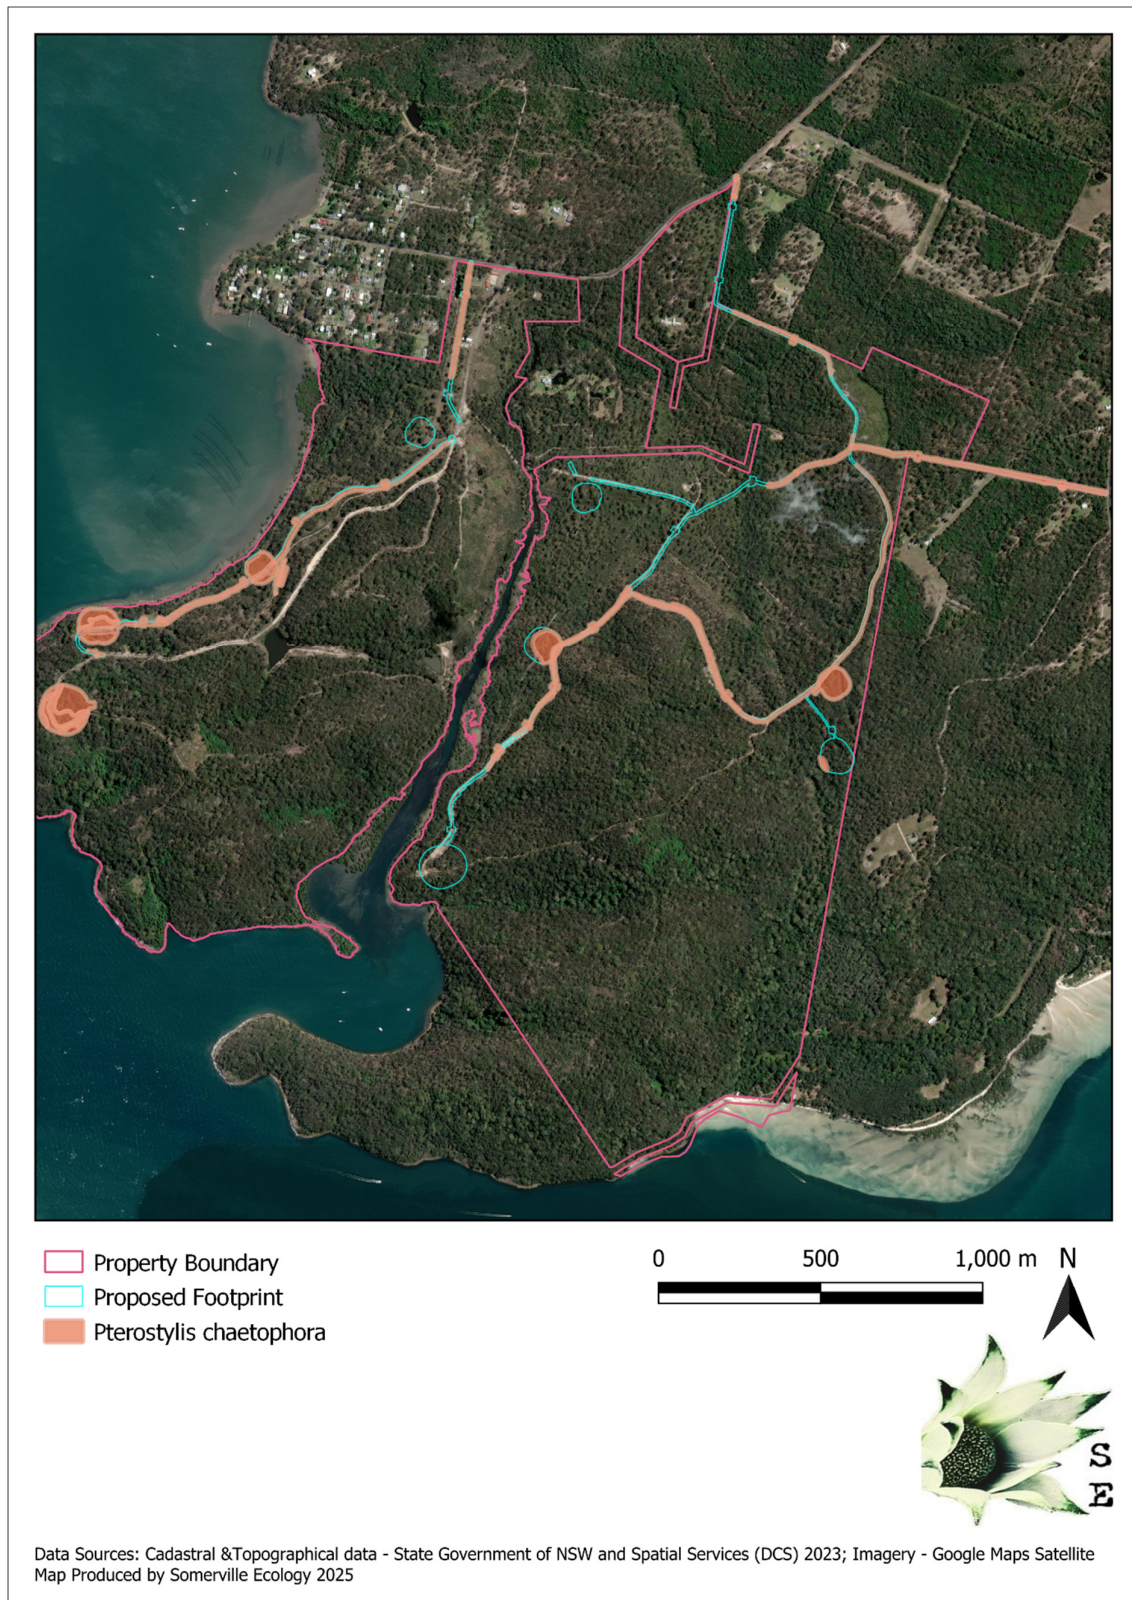 Property Boundary
Proposed Footprint
Pterostylis chaetophora
0 500 1,000 m N
S
E
Data Sources: Cadastral &Topographical data - State Government of NSW and Spatial Services (DCS) 2023; Imagery - Google Maps Satellite
Map Produced by Somerville Ecology 2025